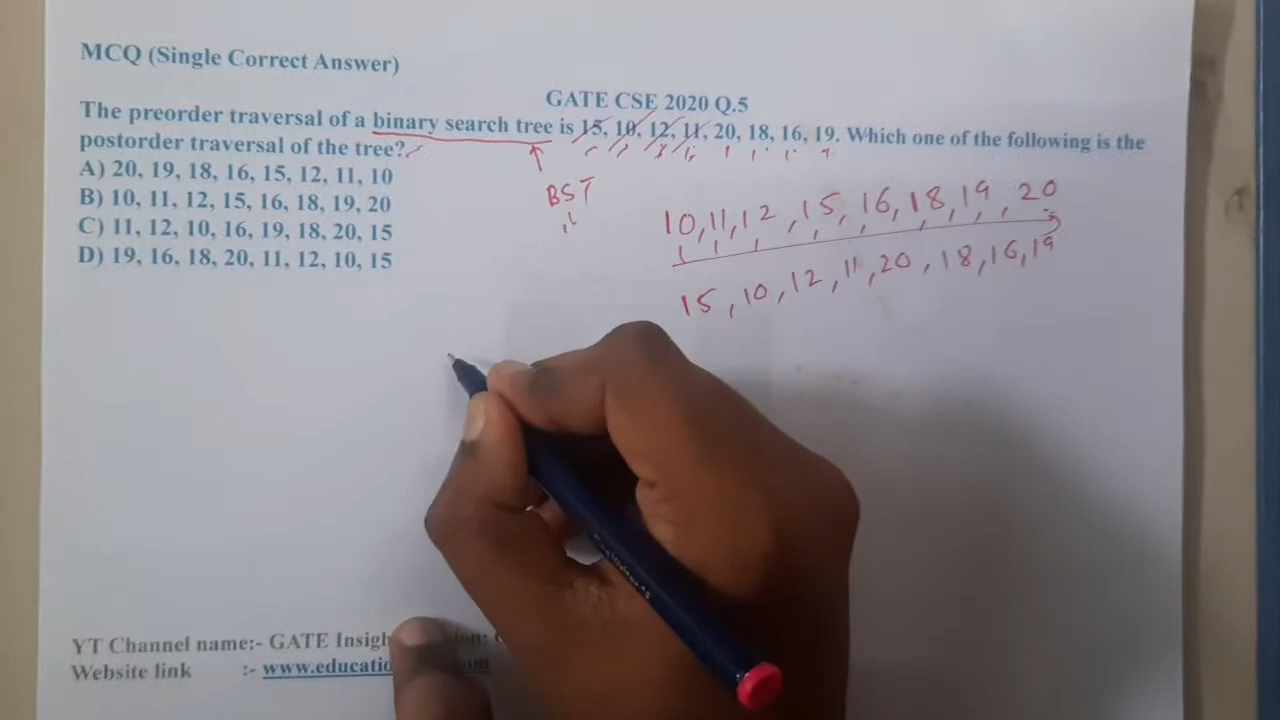 MCQ (Single Correct Answer)
GATE CSE 2020 Q.5
The preorder traversal of a binary search tree is 15, 10, 12, 11, 20, 18, 16, 19. Which one of the following is the
postorder traversal of the tree?
A) 20, 19, 18, 16, 15, 12, 11, 10
B) 10, 11, 12, 15, 16, 18, 19, 20
C) 11, 12, 10, 16, 19, 18, 20, 15
D) 19, 16, 18, 20, 11, 12, 10, 15
BST
10, 11, 12, 15, 16, 18, 19, 20
15, 10, 12, 11, 20, 18, 16, 19
YT Channel name:- GATE
Website link :-